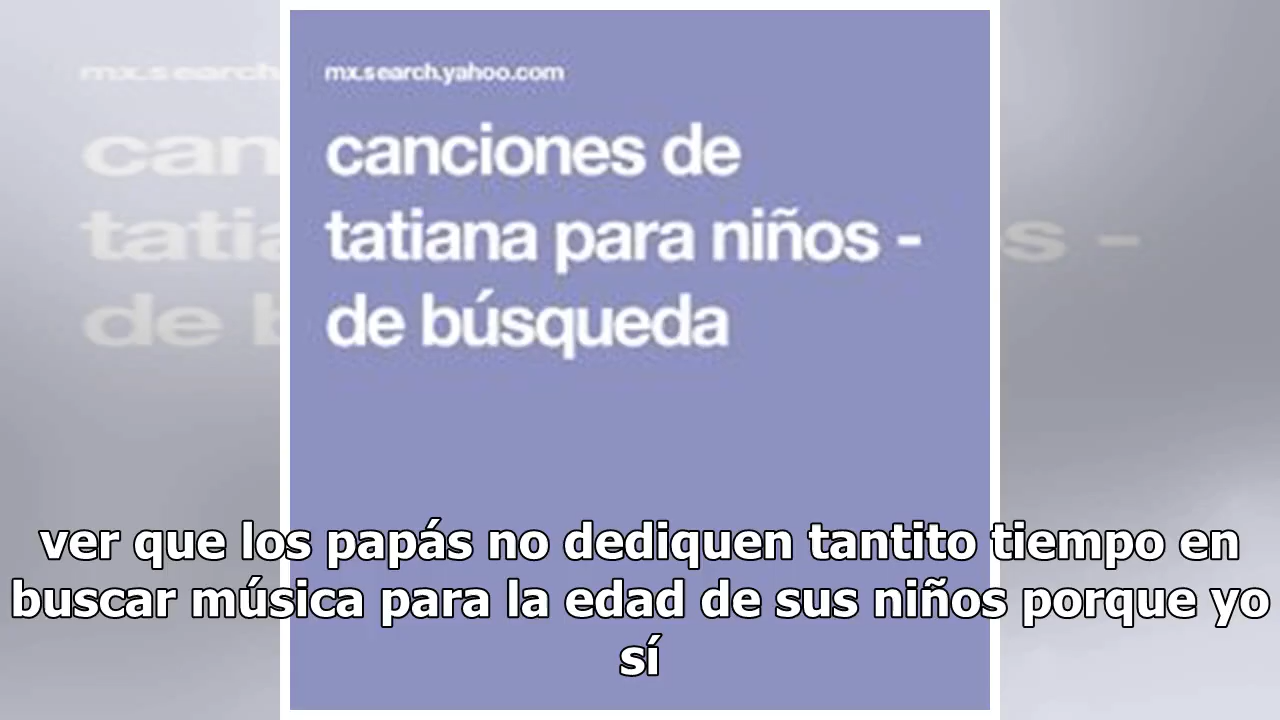 mx.search.yahoo.com
canciones de
tatiana para niños -
de búsqueda
ver que los papás no dediquen tantito tiempo en
buscar música para la edad de sus niños porque yo
sí